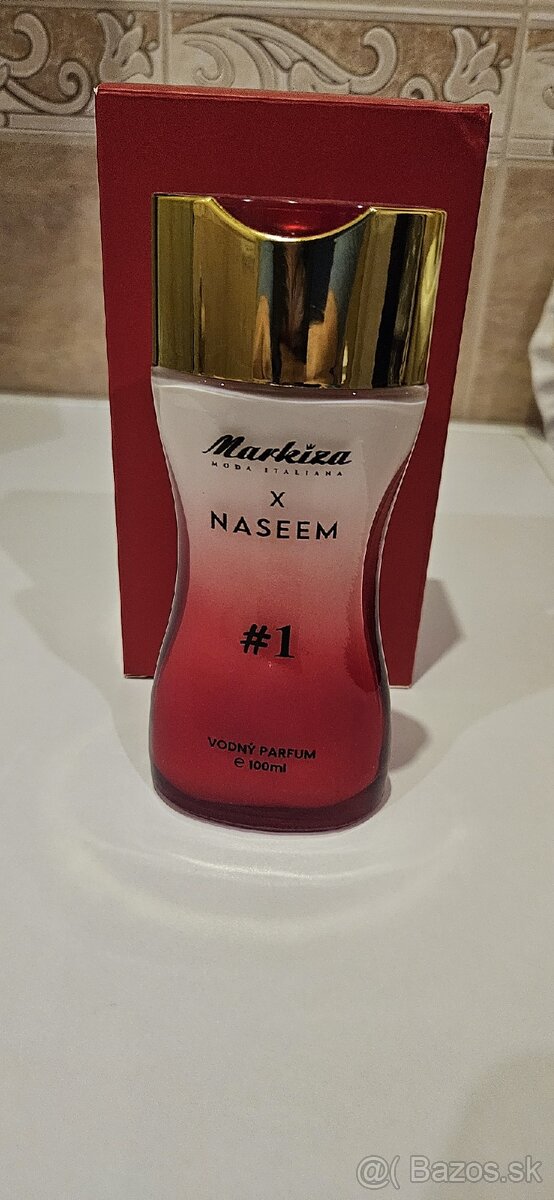 Markiza
MODA ITALIANA
X
NASEEM
#1
VODNÝ PARFUM
e 100ml
@( Bazos.sk